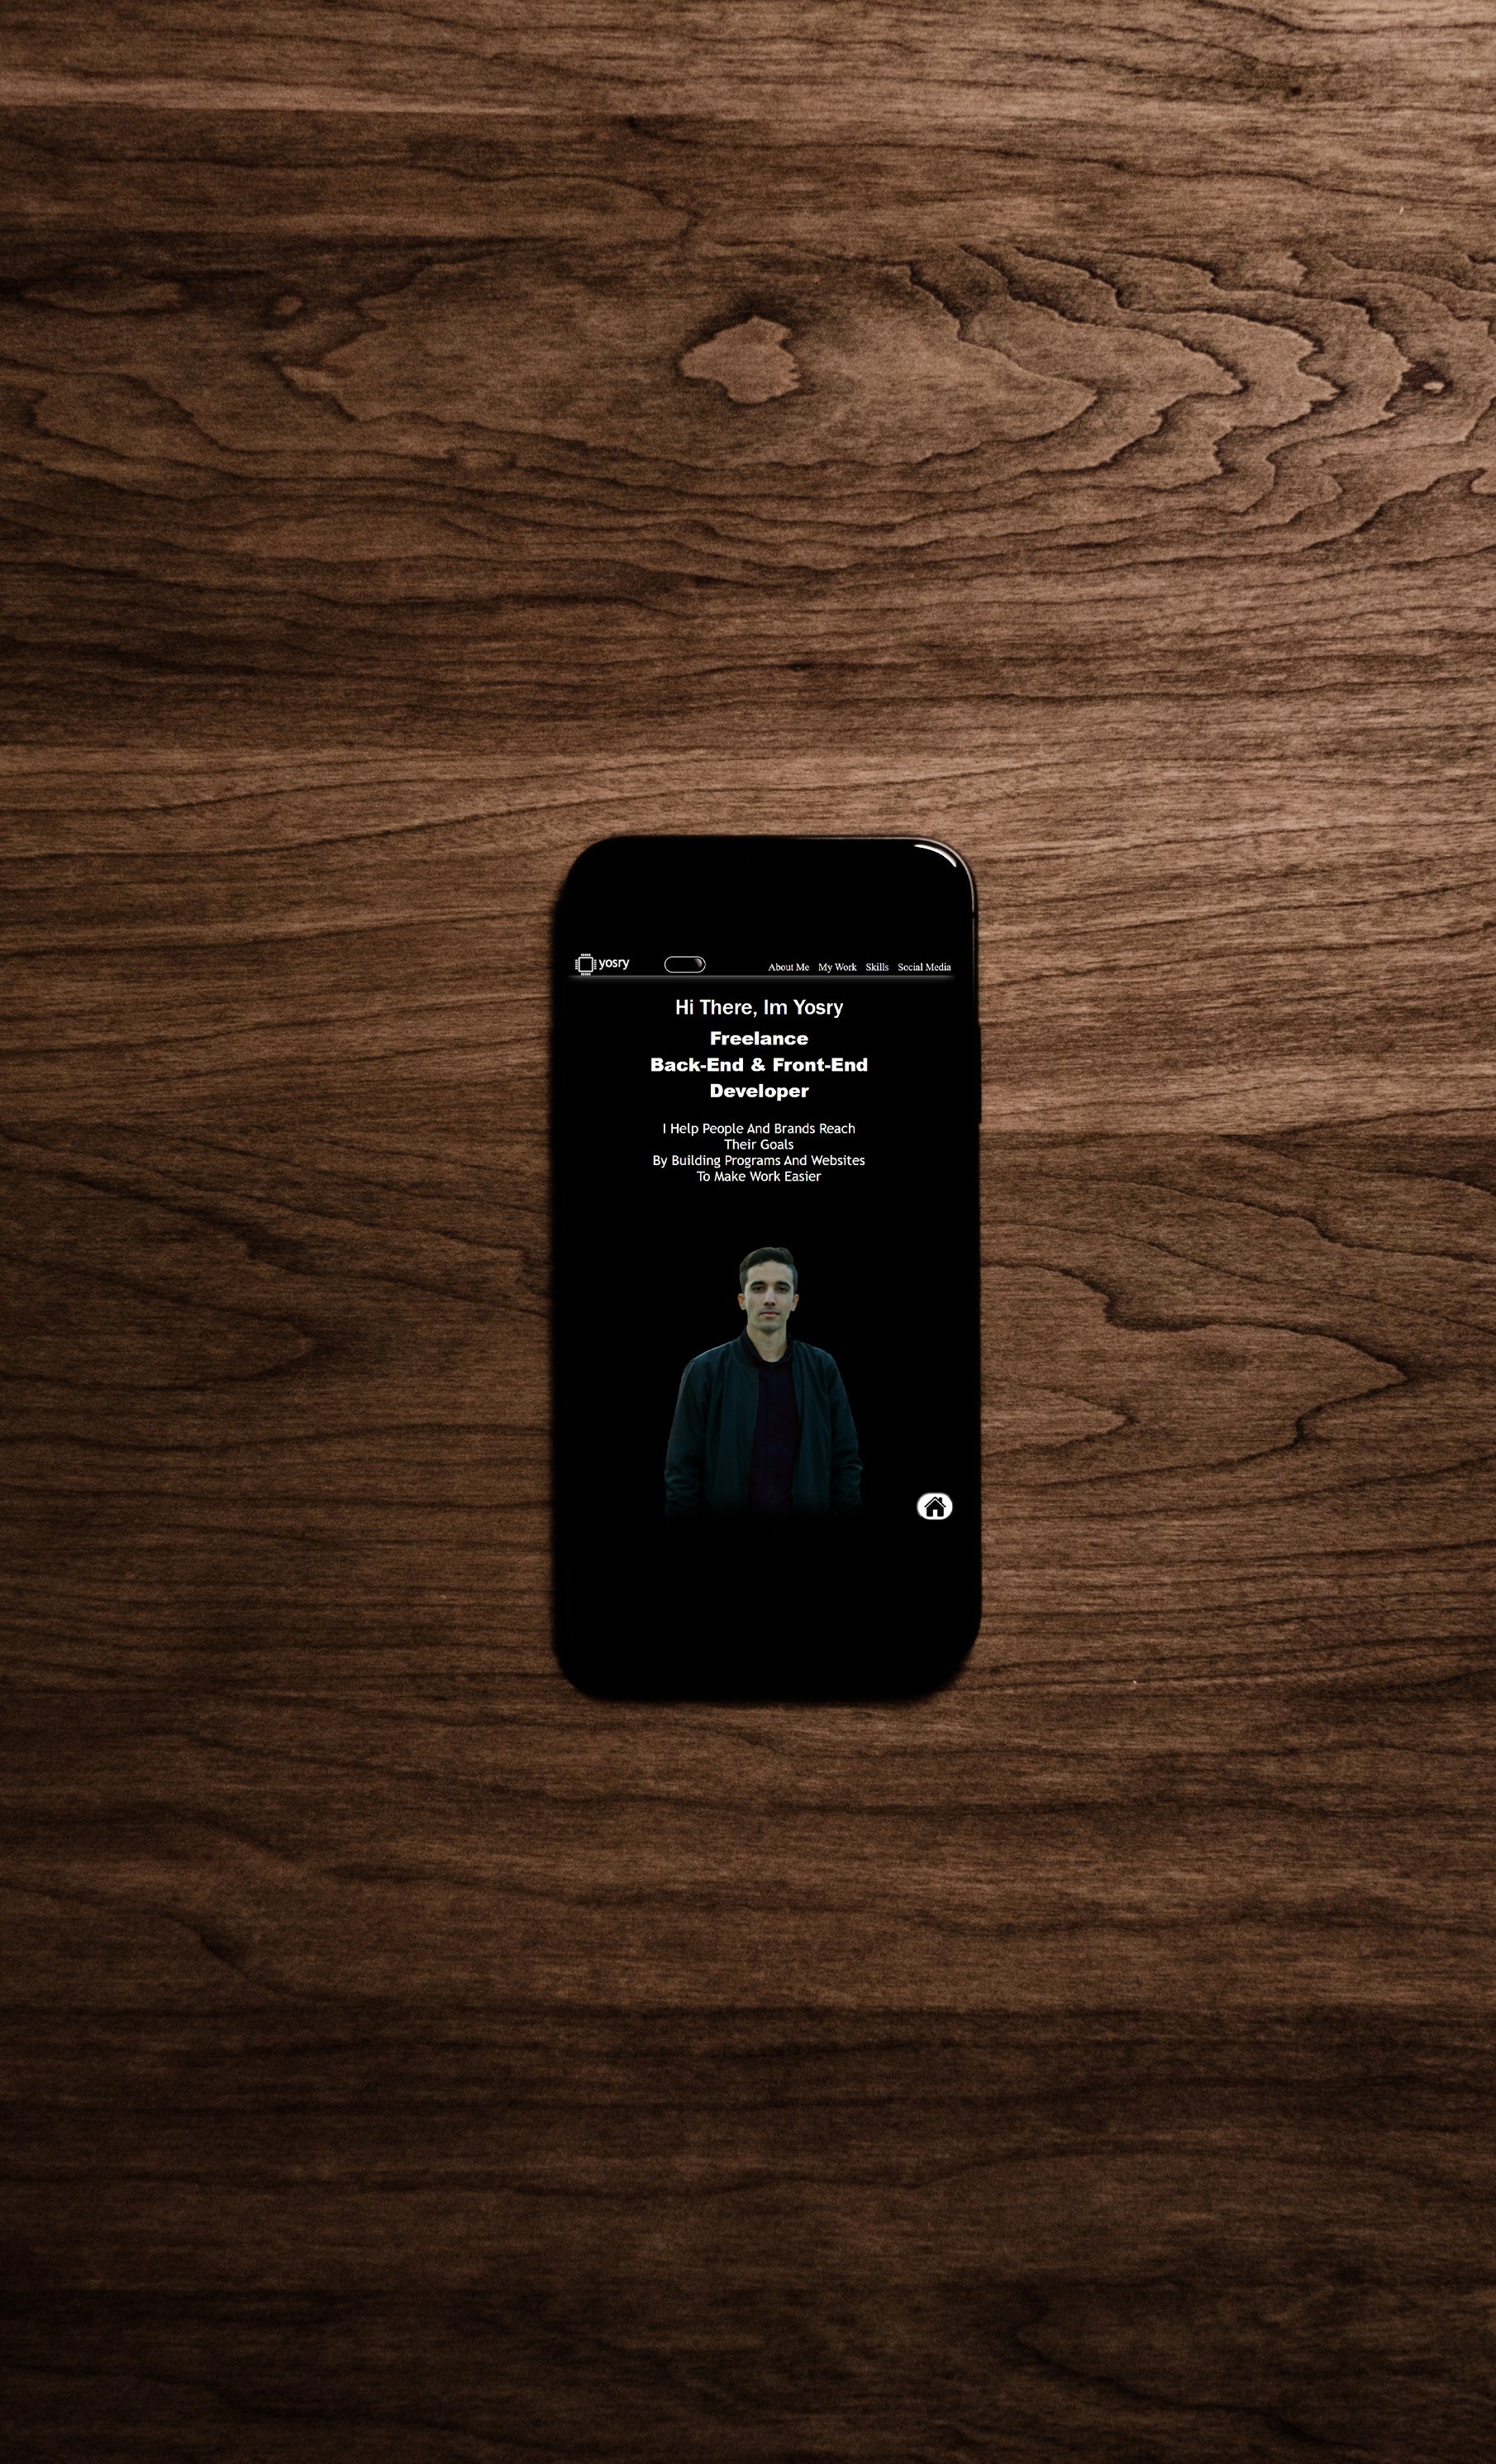 yosry
About Me My Work Skills Social Media
Hi There, Im Yosry
Freelance
Back-End & Front-End
Developer
I Help People And Brands Reach
Their Goals
By Building Programs And Websites
To Make Work Easier